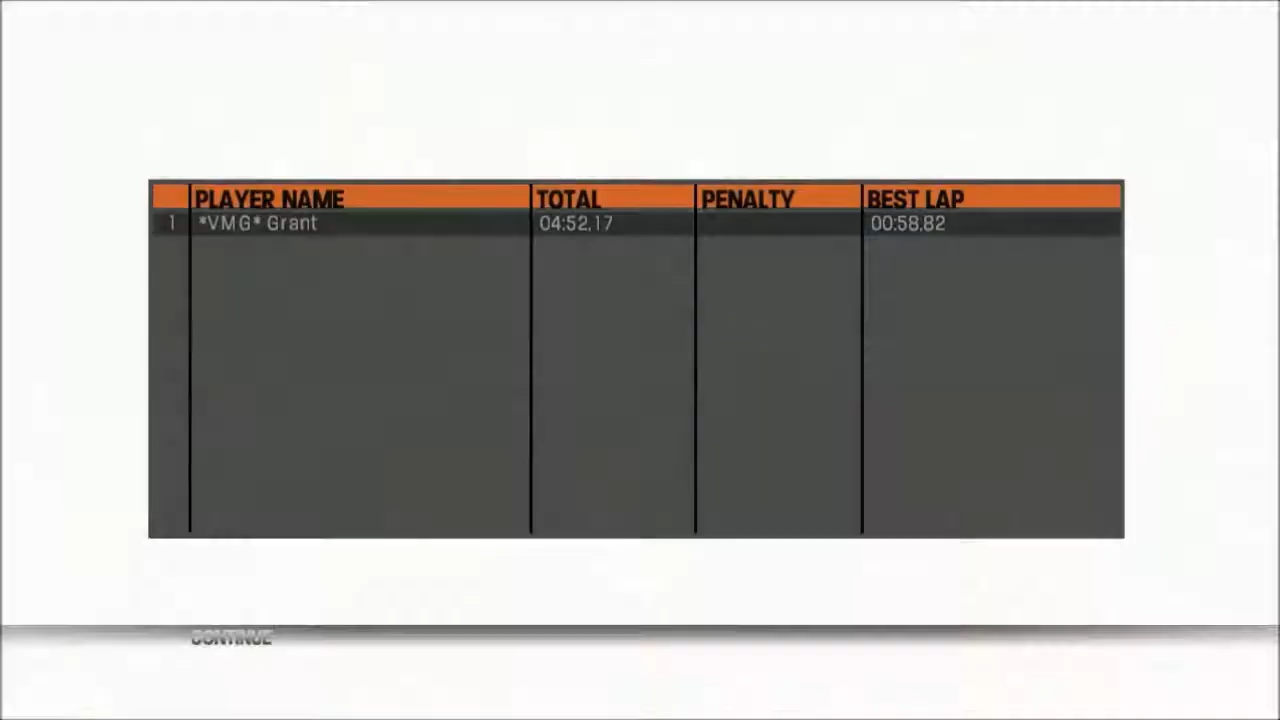 PLAYER NAME TOTAL PENALTY BEST LAP
1 *VMG* Grant 04:52,17 00:58,82
CONTINUE